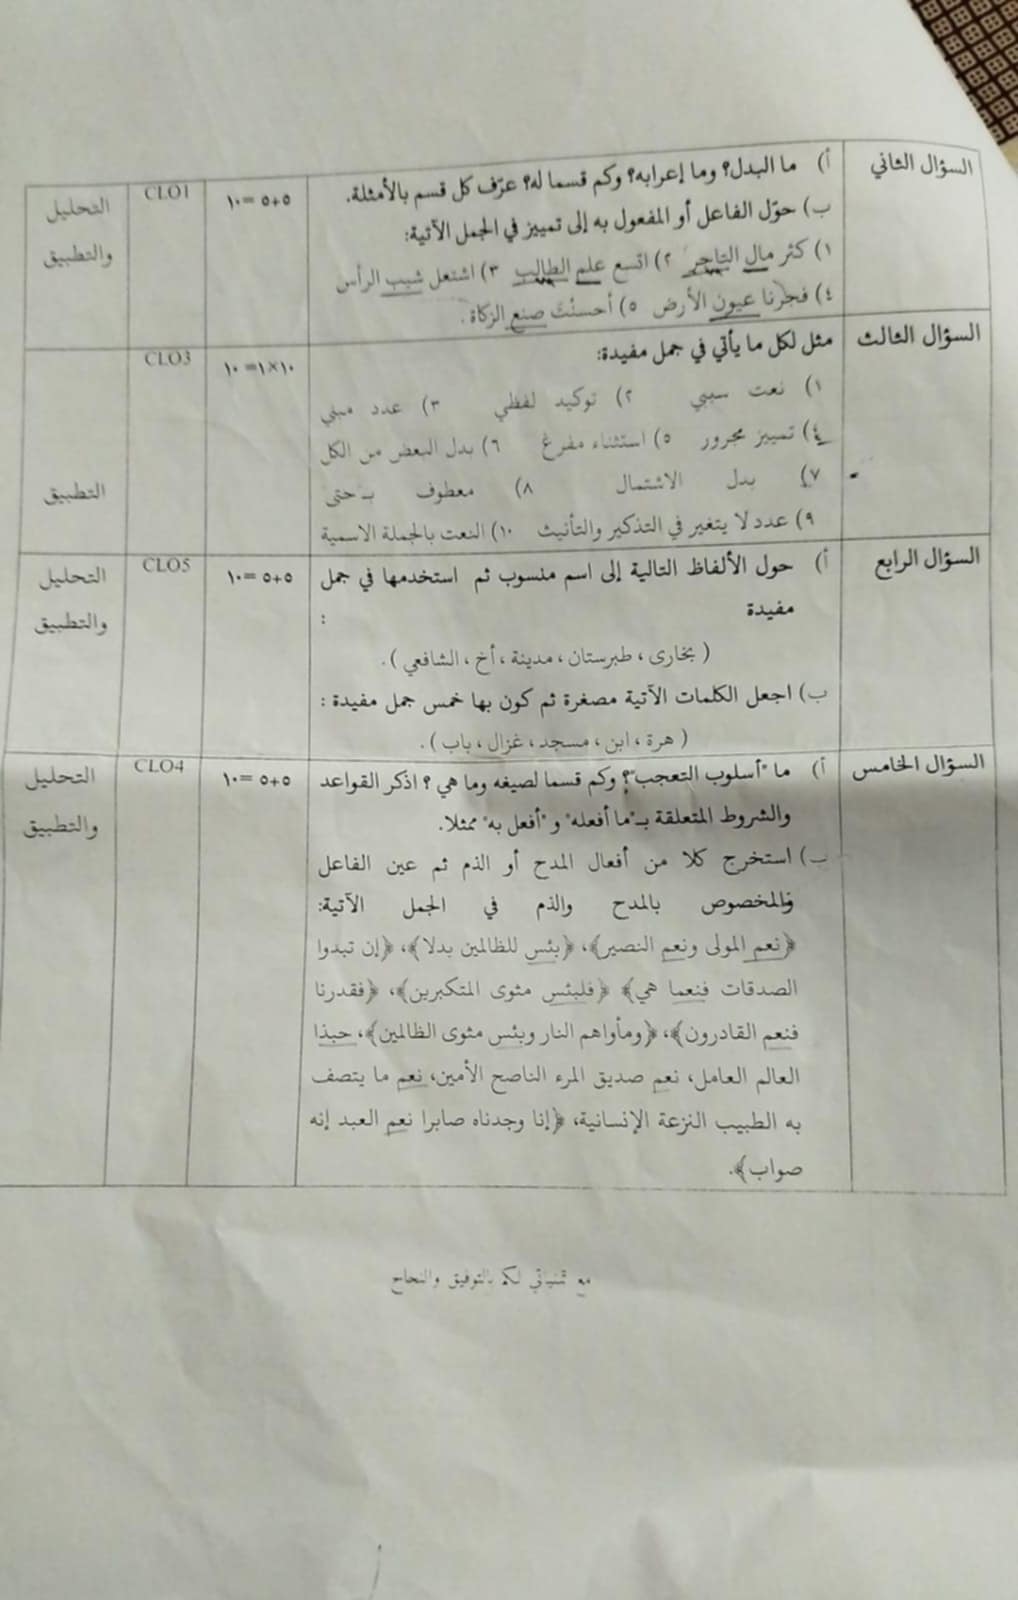 السؤال الثاني
أ) ما البدل؟ وما إعرابه؟ وكم قسما له؟ عرّف كل قسم بالأمثلة.
ب) حوّل الفاعل أو المفعول به إلى تمييز في الجمل الآتية:
١) كثر مال التاجر ٢) اتسع علم الطالب ٣) اشتعل شيب الرأس
٤) فجرنا عيون الأرض ٥) أحسنْتَ صنع الزكاة.
٥+٥ =١٠
CLO1
التحليل
والتطبيق
السؤال الثالث
مثل لكل ما يأتي في جمل مفيدة:
١) نعت سببي ٢) توكيد لفظي ٣) عدد مبني
٤) تمييز مجرور ٥) استثناء مفرغ ٦) بدل البعض من الكل
٧) بدل الاشتمال ٨) معطوف بـ حتى
٩) عدد لا يتغير في التذكير والتأنيث ١٠) النعت بالجملة الاسمية
١٠×١=١٠
CLO3
التطبيق
السؤال الرابع
أ) حول الألفاظ التالية إلى اسم منسوب ثم استخدمها في جمل
مفيدة :
( بخارى ، طبرستان ، مدينة ، أخ ، الشافعي ).
ب) اجعل الكلمات الآتية مصغرة ثم كون بها خمس جمل مفيدة :
( هرة ، ابن ، مسجد ، غزال ، باب ).
٥+٥ =١٠
CLO5
التحليل
والتطبيق
السؤال الخامس
أ) ما "أسلوب التعجب"؟ وكم قسما لصيغه وما هي ؟ اذكر القواعد
والشروط المتعلقة بـ"ما أفعله" و "أفعل به" ممثلا.
ب) استخرج كلا من أفعال المدح أو الذم ثم عين الفاعل
والمخصوص بالمدح والذم في الجمل الآتية:
﴿نعم المولى ونعم النصير﴾، ﴿بئس للظالمين بدلا﴾، ﴿إن تبدوا
الصدقات فنعما هي﴾ ﴿فلبئس مثوى المتكبرين﴾، ﴿فقدرنا
فنعم القادرون﴾، ﴿ومأواهم النار وبئس مثوى الظالمين﴾، حبذا
العالم العامل، نعم صديق المرء الناصح الأمين، نعم ما يتصف
به الطبيب النزعة الإنسانية، ﴿إنا وجدناه صابرا نعم العبد إنه
صواب﴾.
٥+٥ =١٠
CLO4
التحليل
والتطبيق
مع تمنياتي لكم بالتوفيق والنجاح